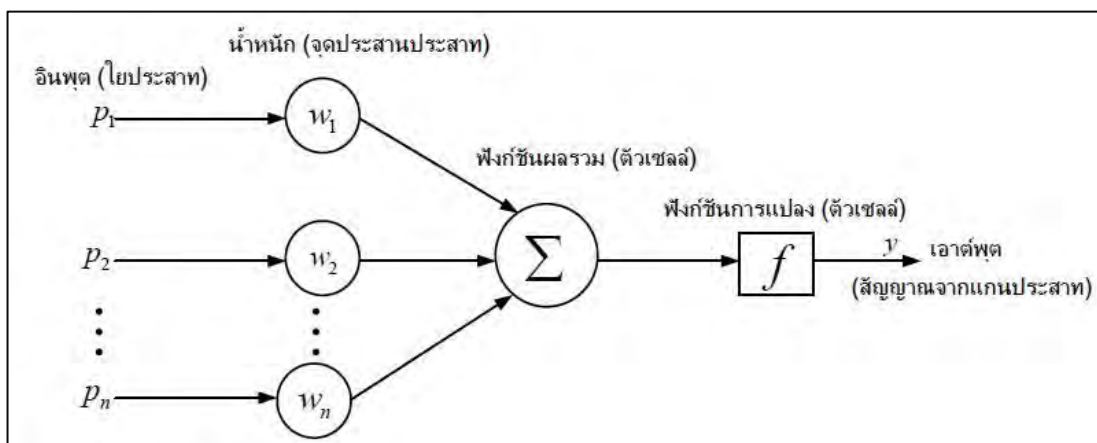 น้ำหนัก (จุดประสานประสาท)
อินพุต (ใยประสาท)
p1
w1
ฟังก์ชันผลรวม (ตัวเซลล์)
ฟังก์ชันการแปลง (ตัวเซลล์)
p2
w2
Σ
f
y
เอาต์พุต
(สัญญาณจากแกนประสาท)
pn
wn